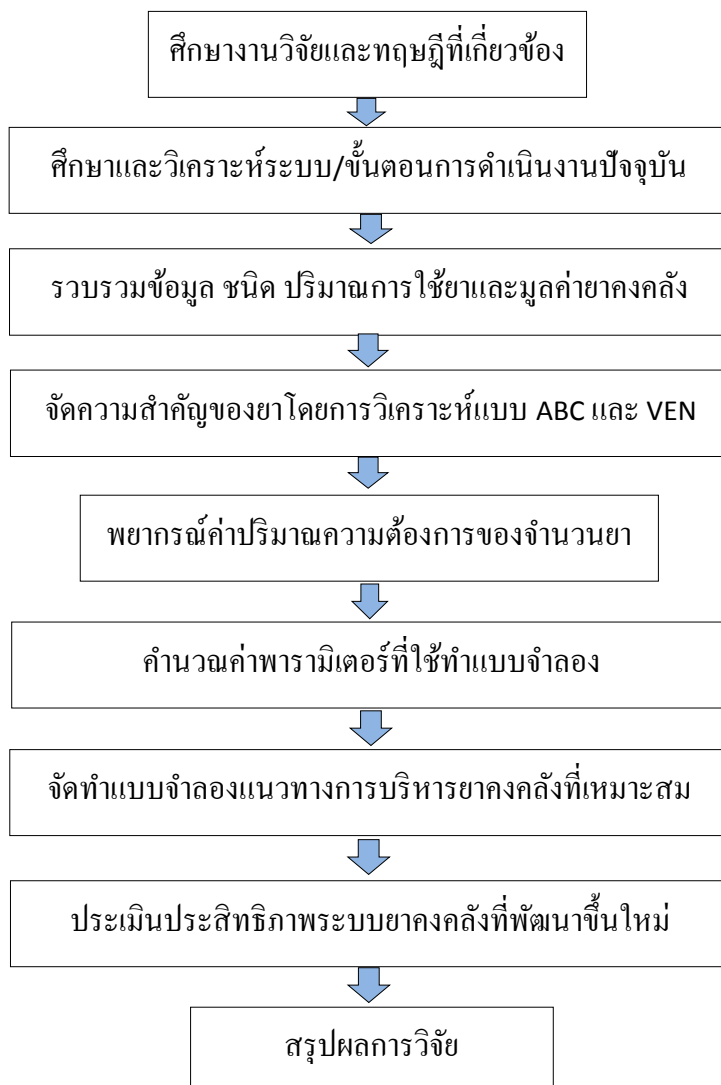 ศึกษางานวิจัยและทฤษฎีที่เกี่ยวข้อง
ศึกษาและวิเคราะห์ระบบ/ขั้นตอนการดำเนินงานปัจจุบัน
รวบรวมข้อมูล ชนิด ปริมาณการใช้ยาและมูลค่ายาคงคลัง
จัดความสำคัญของยาโดยการวิเคราะห์แบบ ABC และ VEN
พยากรณ์ค่าปริมาณความต้องการของจำนวนยา
คำนวณค่าพารามิเตอร์ที่ใช้ทำแบบจำลอง
จัดทำแบบจำลองแนวทางการบริหารยาคงคลังที่เหมาะสม
ประเมินประสิทธิภาพระบบยาคงคลังที่พัฒนาขึ้นใหม่
สรุปผลการวิจัย